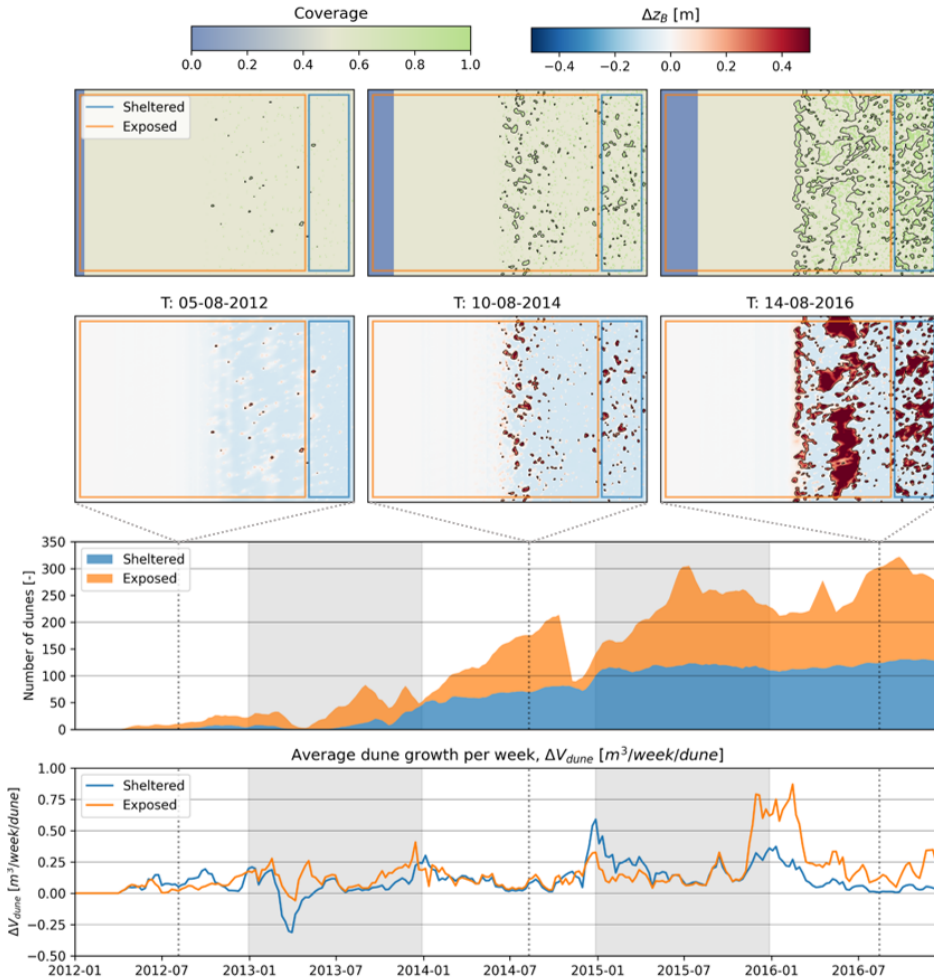 Coverage
Δz_B [m]
0.0 0.2 0.4 0.6 0.8 1.0
−0.4 −0.2 0.0 0.2 0.4
Sheltered
Exposed
T: 05-08-2012 T: 10-08-2014 T: 14-08-2016
350
300
250
200
150
100
50
0
Number of dunes [-]
Sheltered
Exposed
Average dune growth per week, ΔV_dune [m³/week/dune]
1.00
0.75
0.50
0.25
0.00
−0.25
−0.50
ΔV_dune [m³/week/dune]
Sheltered
Exposed
2012-01 2012-07 2013-01 2013-07 2014-01 2014-07 2015-01 2015-07 2016-01 2016-07